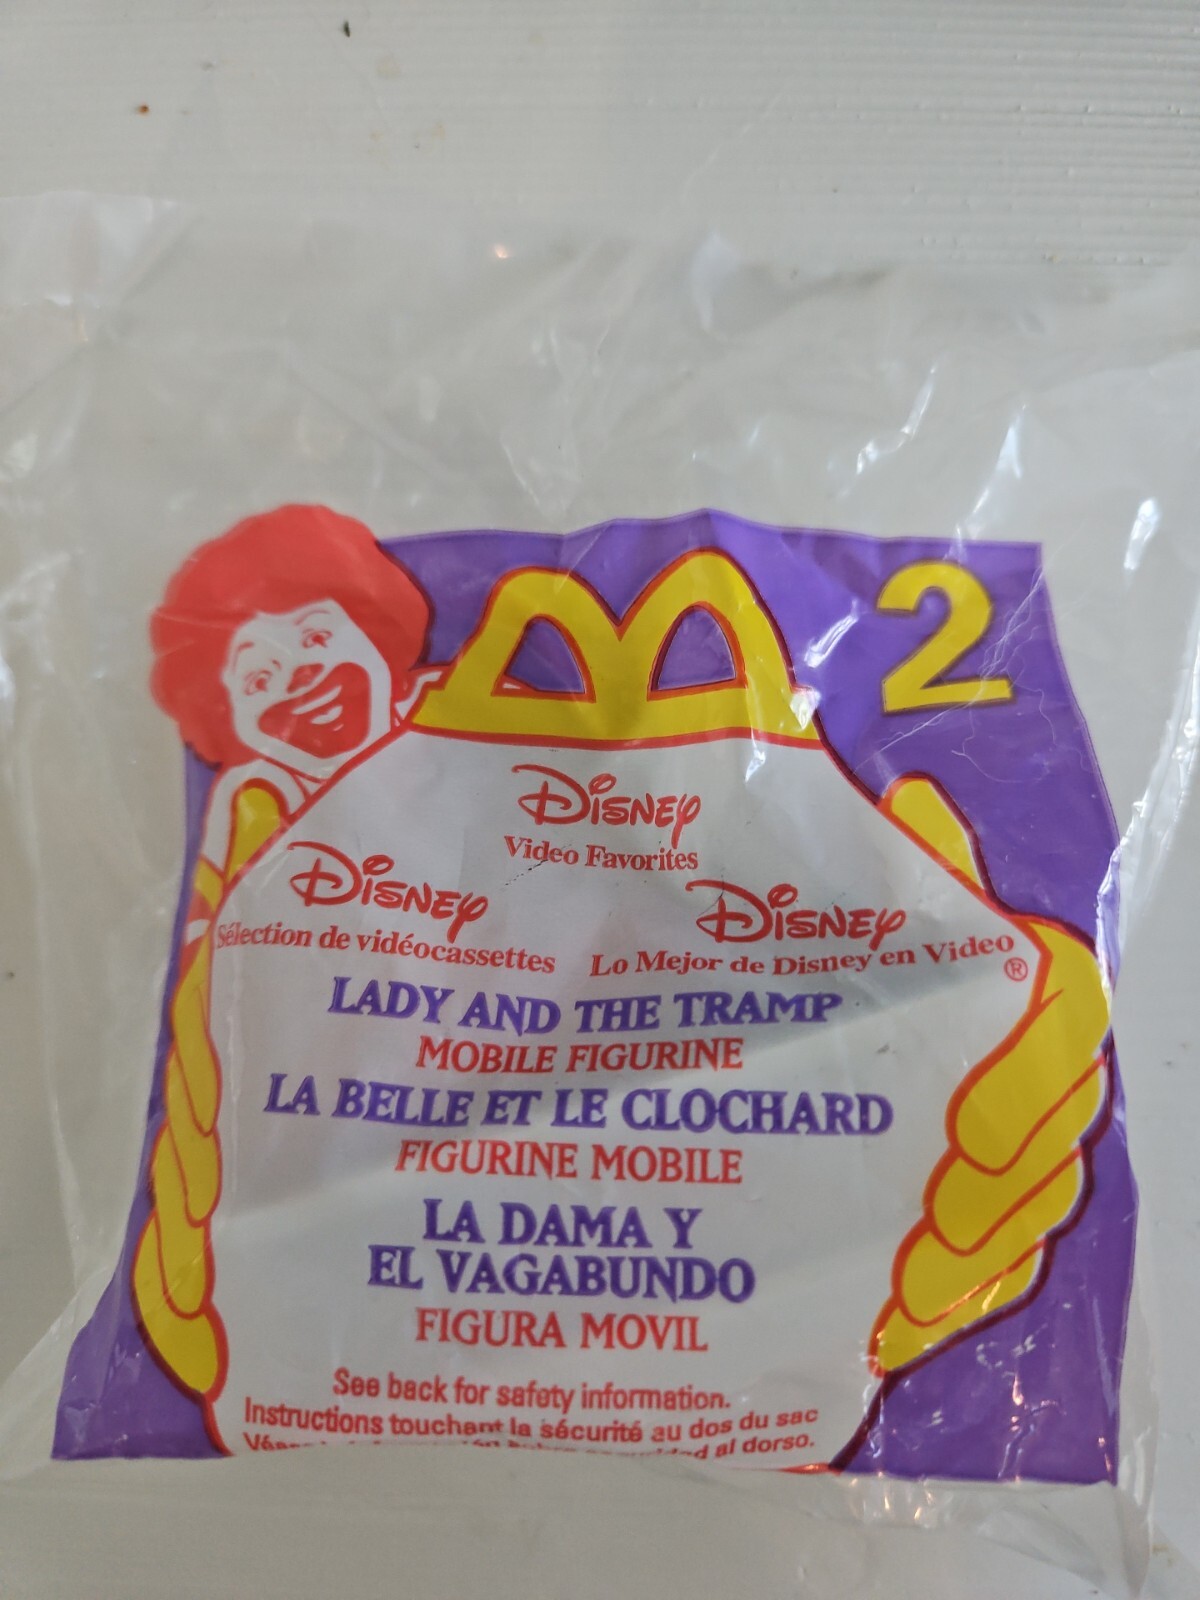 2
Disney
Video Favorites
Disney
Sélection de vidéocassettes
Disney
Lo Mejor de Disney en Video
®
LADY AND THE TRAMP
MOBILE FIGURINE
LA BELLE ET LE CLOCHARD
FIGURINE MOBILE
LA DAMA Y
EL VAGABUNDO
FIGURA MOVIL
See back for safety information.
Instructions touchant la sécurité au dos du sac
al dorso.